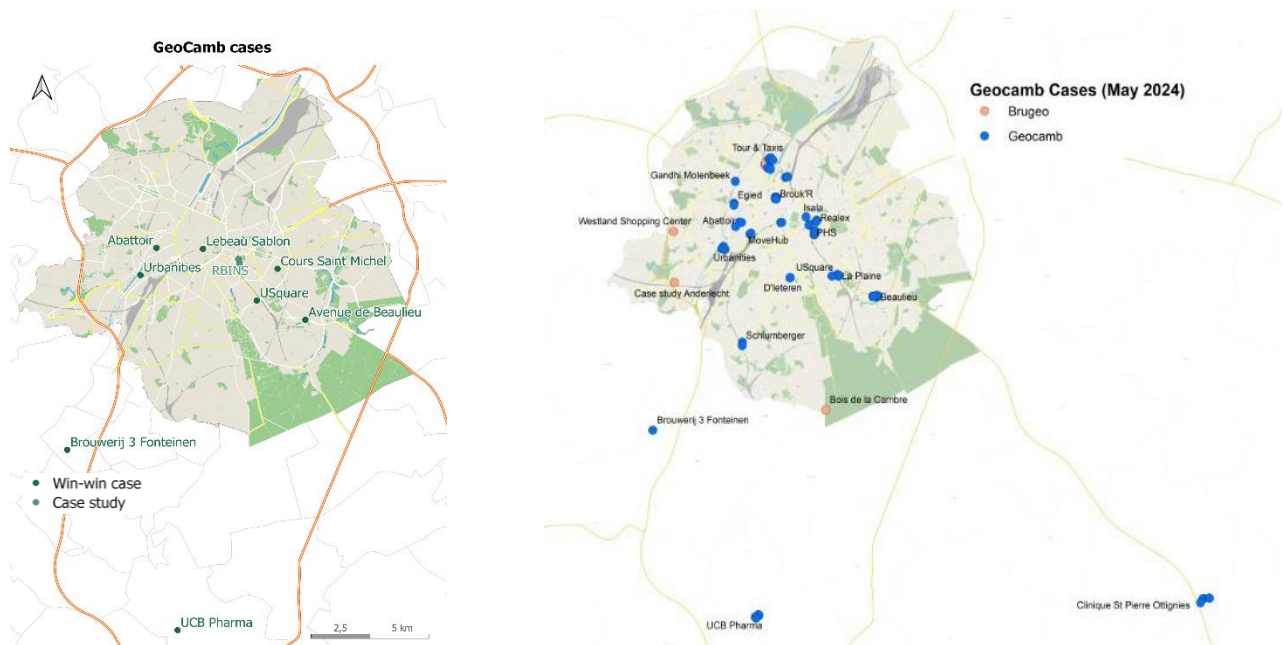 GeoCamb cases
Abattoir
Lebeau Sablon
Urbanities
RBINS
Cours Saint Michel
USquare
Avenue de Beaulieu
Brouwerij 3 Fonteinen
Win-win case
Case study
UCB Pharma
2,5
5 km
Geocamb Cases (May 2024)
Brugeo
Geocamb
Tour & Taxis
Gandhi Molenbeek
Egied
Brook'R
Isala
Westland Shopping Center
Abattoir
Realex
PHS
MoveHub
Urbanities
USquare
La Plaine
Case study Anderlecht
D'Ieteren
Beaulieu
Schlumberger
Bois de la Cambre
Brouwerij 3 Fonteinen
Clinique St Pierre Ottignies
UCB Pharma